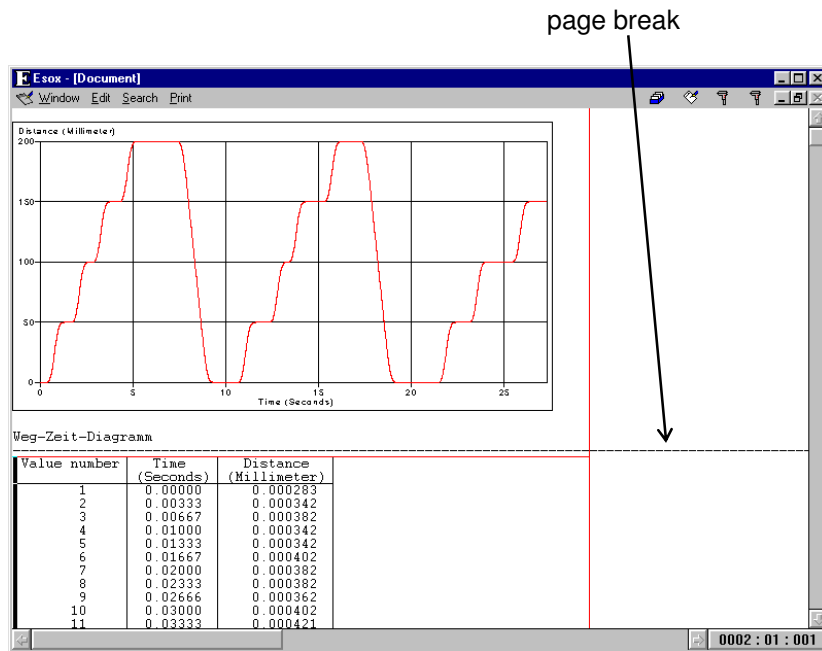 page break
Esox - [Document]
Window Edit Search Print
Distance (Millimeter)
200
150
100
50
0
0 5 10 15 20 25
Time (Seconds)
Weg-Zeit-Diagramm
Value number Time Distance
(Seconds) (Millimeter)
1 0.00000 0.000283
2 0.00333 0.000342
3 0.00667 0.000382
4 0.01000 0.000342
5 0.01333 0.000342
6 0.01667 0.000402
7 0.02000 0.000382
8 0.02333 0.000382
9 0.02666 0.000362
10 0.03000 0.000402
11 0.03333 0.000421
0002 : 01 : 001